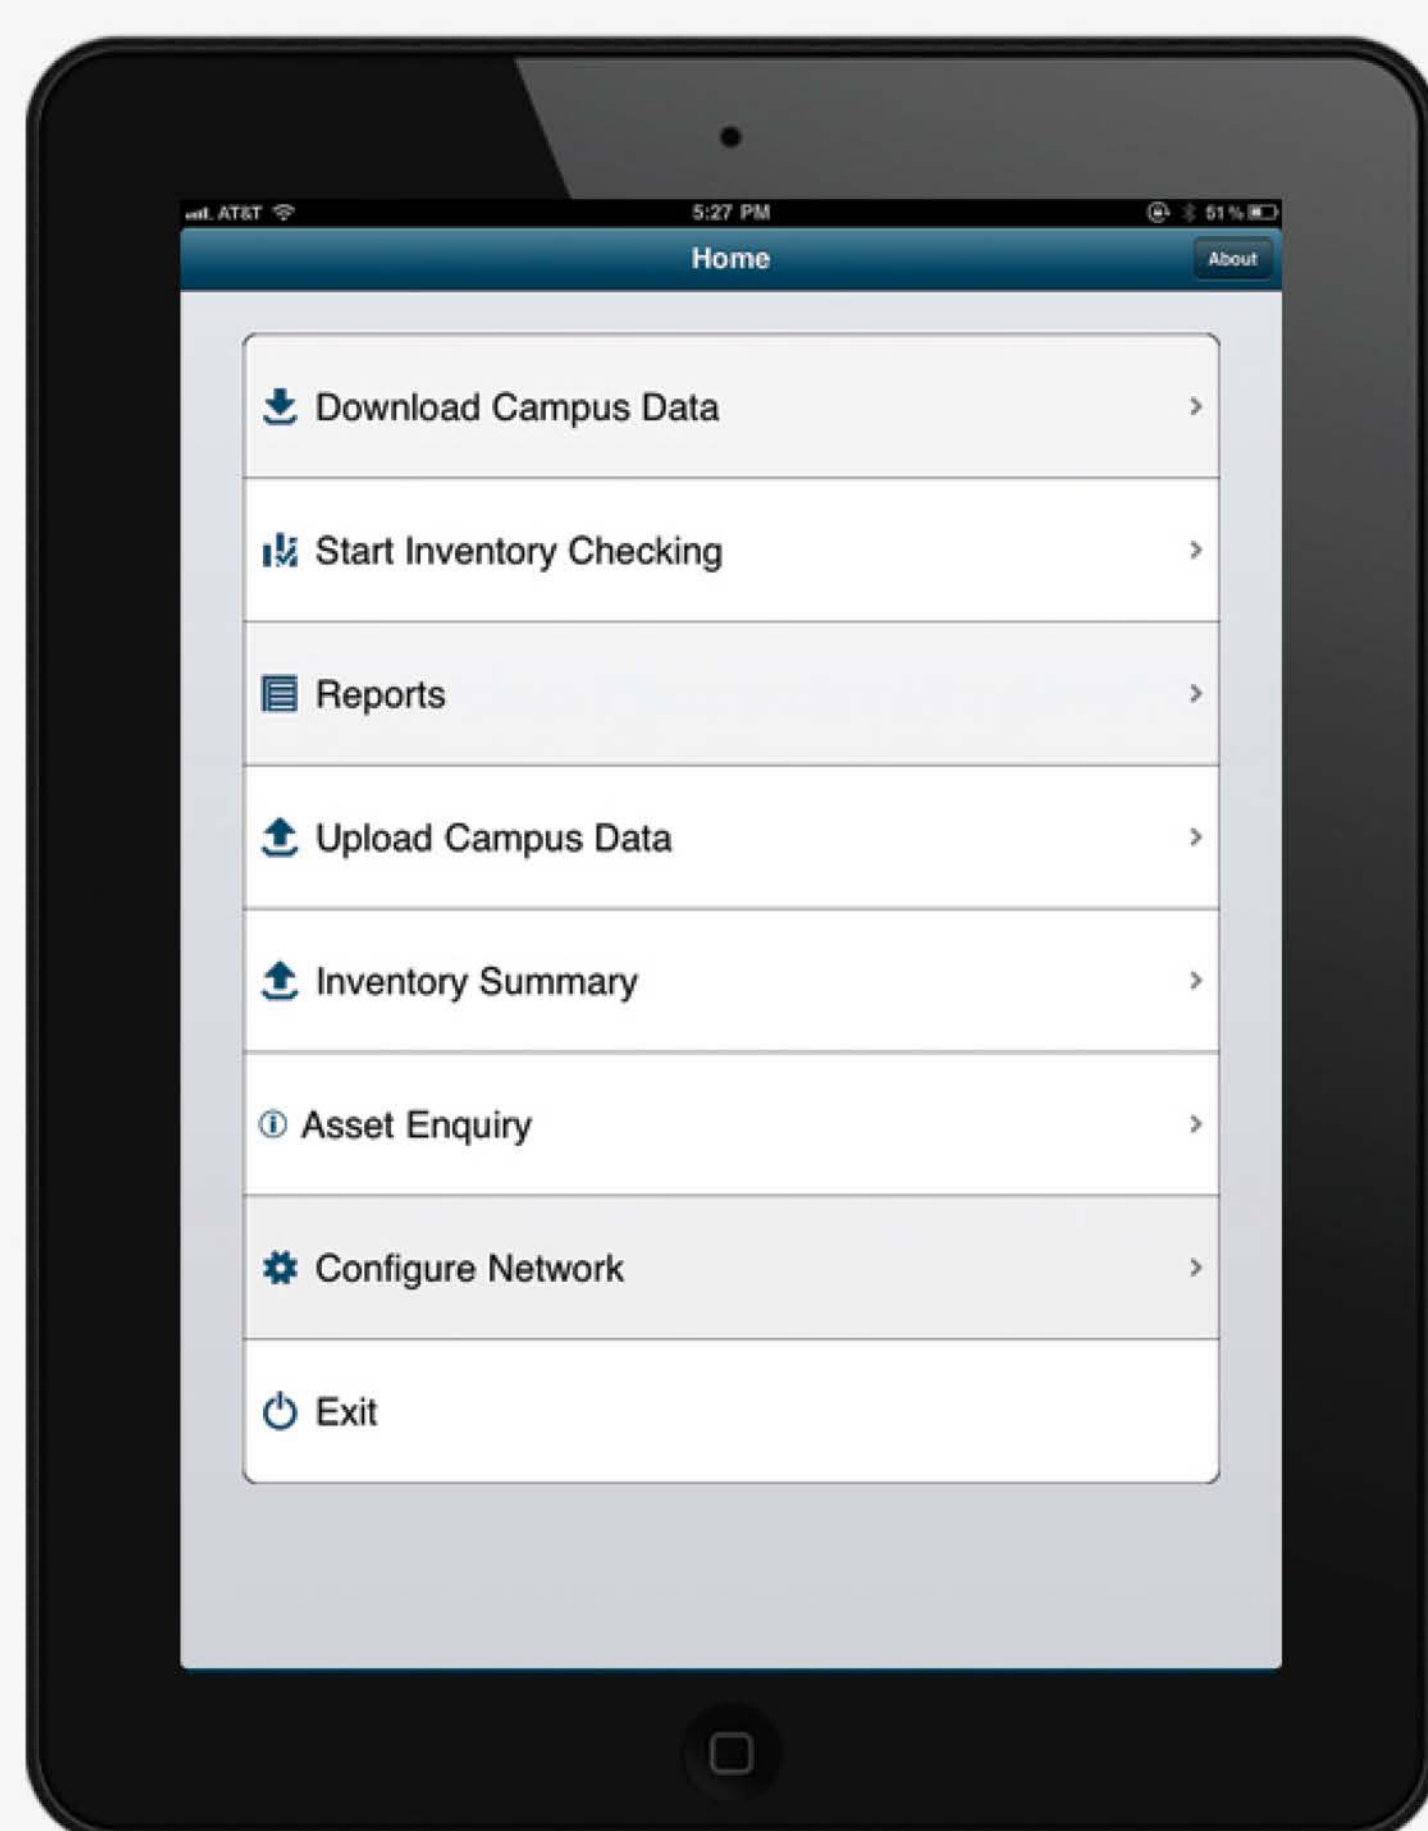 AT&T
5:27 PM
51%
Home
About
Download Campus Data
Start Inventory Checking
Reports
Upload Campus Data
Inventory Summary
Asset Enquiry
Configure Network
Exit